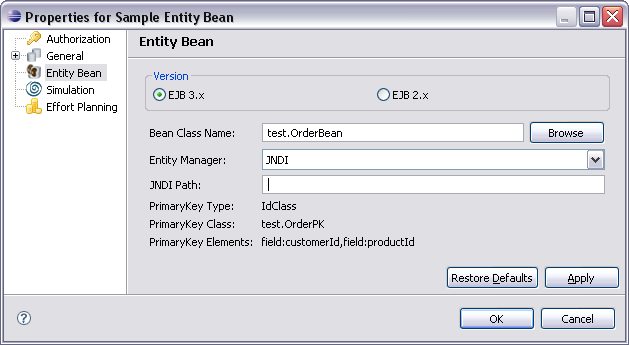 Properties for Sample Entity Bean
Authorization
General
Entity Bean
Simulation
Effort Planning
Entity Bean
Version
EJB 3.x
EJB 2.x
Bean Class Name: test.OrderBean Browse
Entity Manager: JNDI
JNDI Path:
PrimaryKey Type: IdClass
PrimaryKey Class: test.OrderPK
PrimaryKey Elements: field:customerId,field:productId
Restore Defaults Apply
? OK Cancel